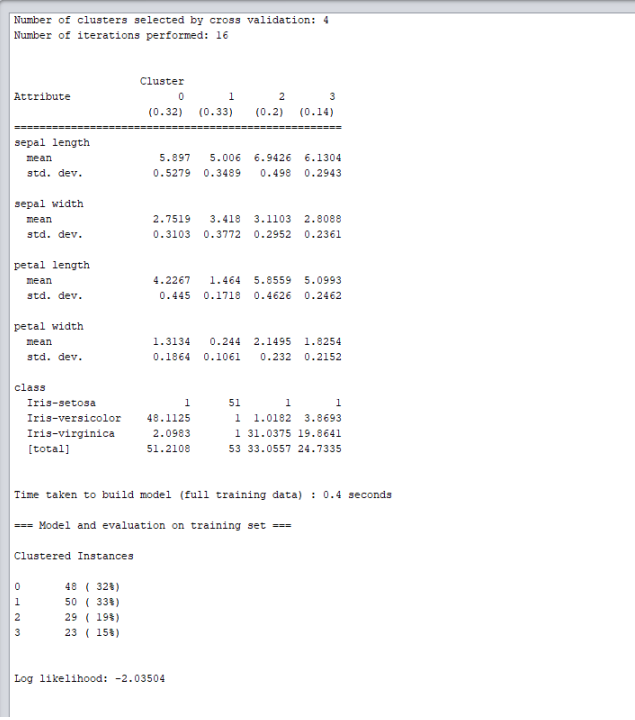 Number of clusters selected by cross validation: 4
Number of iterations performed: 16
Cluster
Attribute 0 1 2 3
(0.32) (0.33) (0.2) (0.14)
======================================================
sepal length
mean 5.897 5.006 6.9426 6.1304
std. dev. 0.5279 0.3489 0.498 0.2943
sepal width
mean 2.7519 3.418 3.1103 2.8088
std. dev. 0.3103 0.3772 0.2952 0.2361
petal length
mean 4.2267 1.464 5.8559 5.0993
std. dev. 0.445 0.1718 0.4626 0.2462
petal width
mean 1.3134 0.244 2.1495 1.8254
std. dev. 0.1864 0.1061 0.232 0.2152
class
Iris-setosa 1 51 1 1
Iris-versicolor 48.1125 1 1.0182 3.8693
Iris-virginica 2.0983 1 31.0375 19.8641
[total] 51.2108 53 33.0557 24.7335
Time taken to build model (full training data) : 0.4 seconds
=== Model and evaluation on training set ===
Clustered Instances
0 48 ( 32%)
1 50 ( 33%)
2 29 ( 19%)
3 23 ( 15%)
Log likelihood: -2.03504